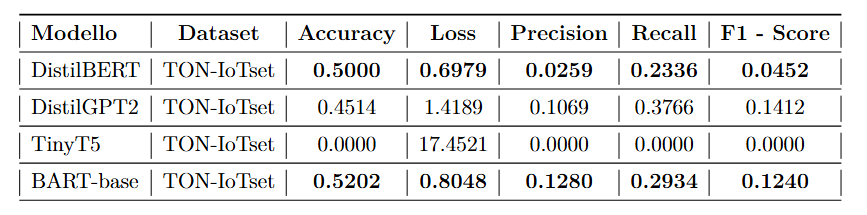 Modello Dataset Accuracy Loss Precision Recall F1 - Score
DistilBERT TON-IoTset 0.5000 0.6979 0.0259 0.2336 0.0452
DistilGPT2 TON-IoTset 0.4514 1.4189 0.1069 0.3766 0.1412
TinyT5 TON-IoTset 0.0000 17.4521 0.0000 0.0000 0.0000
BART-base TON-IoTset 0.5202 0.8048 0.1280 0.2934 0.1240